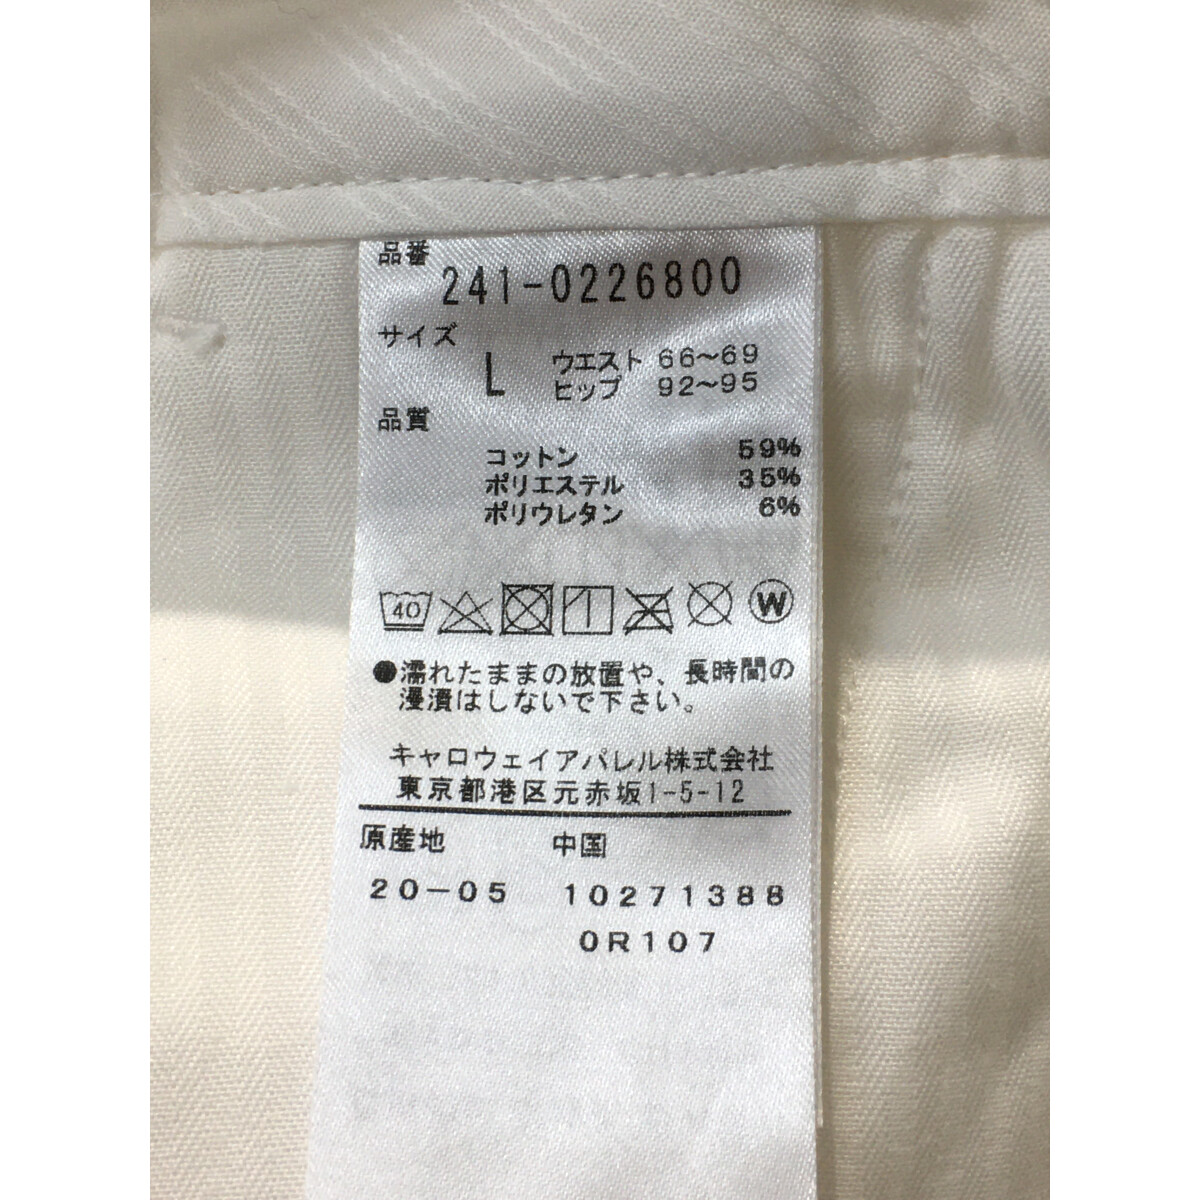 品番
241-0226800
サイズ
L ウエスト 66～69
ヒップ 92～95
品質
コットン 59%
ポリエステル 35%
ポリウレタン 6%
40 W
●濡れたままの放置や、長時間の
浸漬はしないで下さい。
キャロウェイアパレル株式会社
東京都港区元赤坂1-5-12
原産地 中国
20-05 10271388
0R107